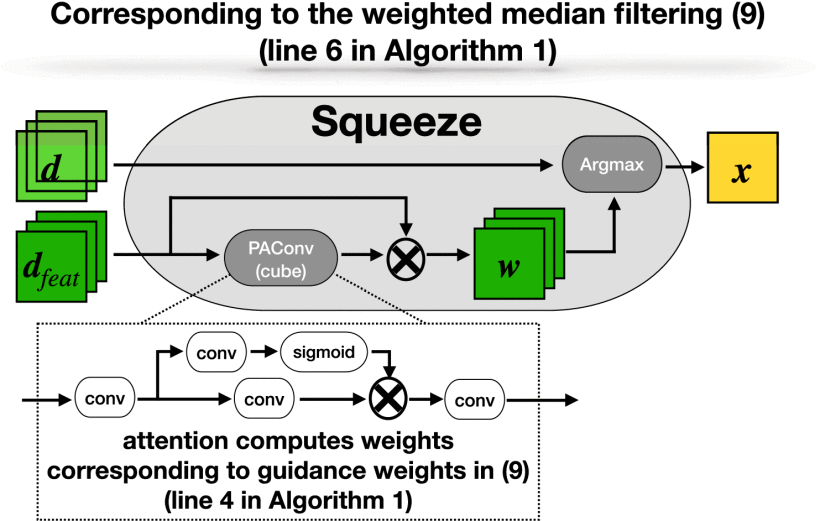 Corresponding to the weighted median filtering (9)
(line 6 in Algorithm 1)
Squeeze
d
Argmax
x
d_feat
PAConv
(cube)
w
conv
sigmoid
conv
conv
conv
attention computes weights
corresponding to guidance weights in (9)
(line 4 in Algorithm 1)